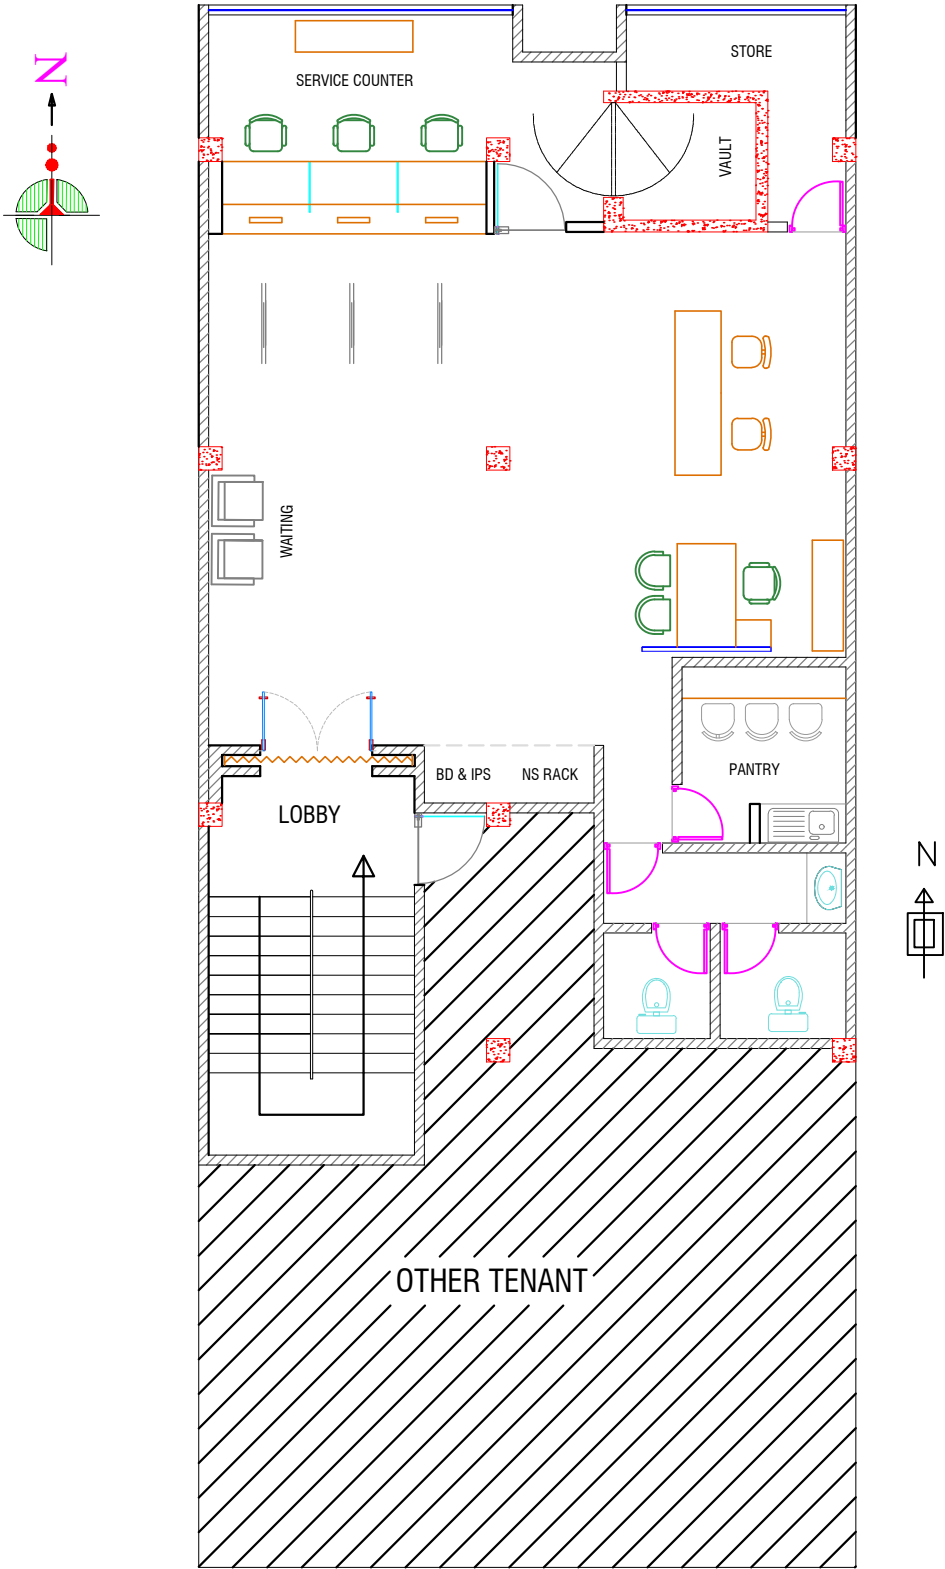 STORE
N
SERVICE COUNTER
VAULT
WAITING
PANTRY
BD & IPS
NS RACK
LOBBY
N
OTHER TENANT